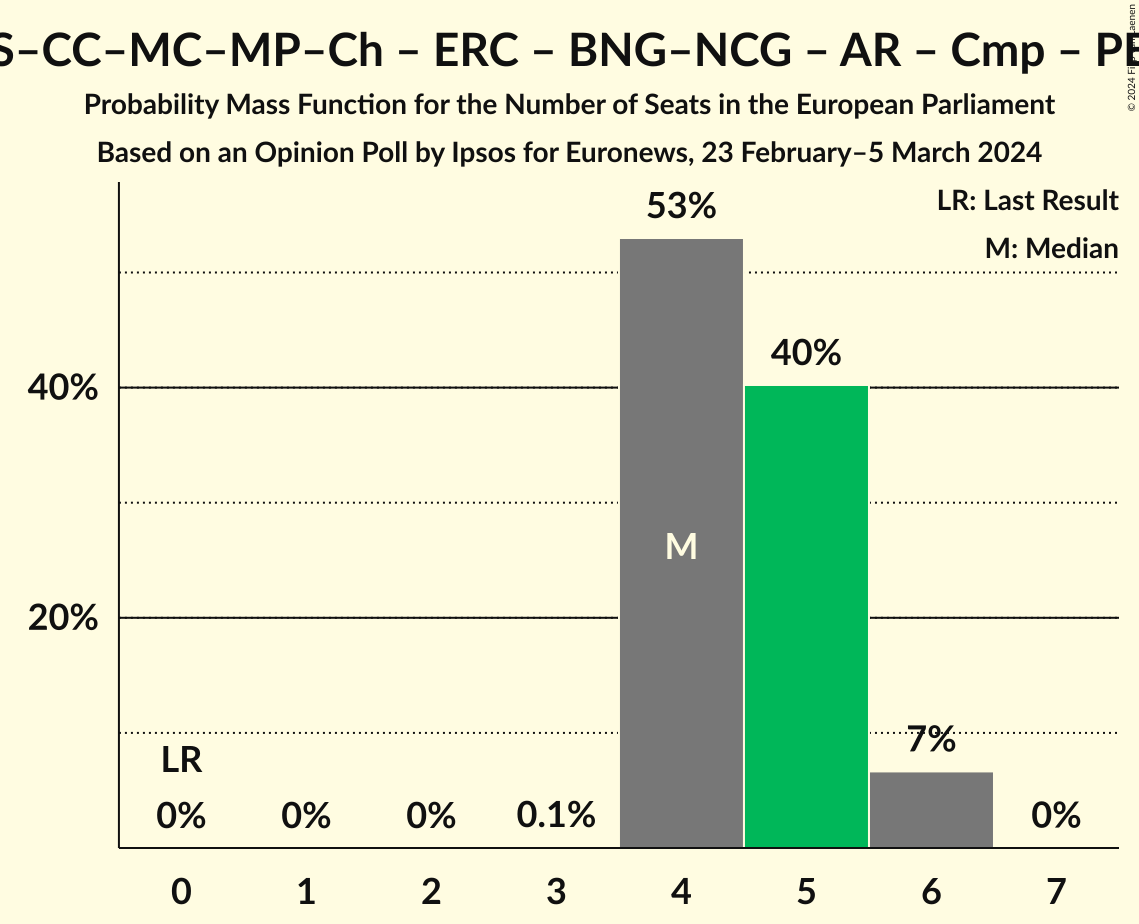 S–CC–MC–MP–Ch – ERC – BNG–NCG – AR – Cmp –
Probability Mass Function for the Number of Seats in the European Parliament
Based on an Opinion Poll by Ipsos for Euronews, 23 February–5 March 2024
LR: Last Result
M: Median
53%
40%
40%
M
20%
7%
LR
0%
0%
0%
0.1%
0%
0 1 2 3 4 5 6 7
© 2024